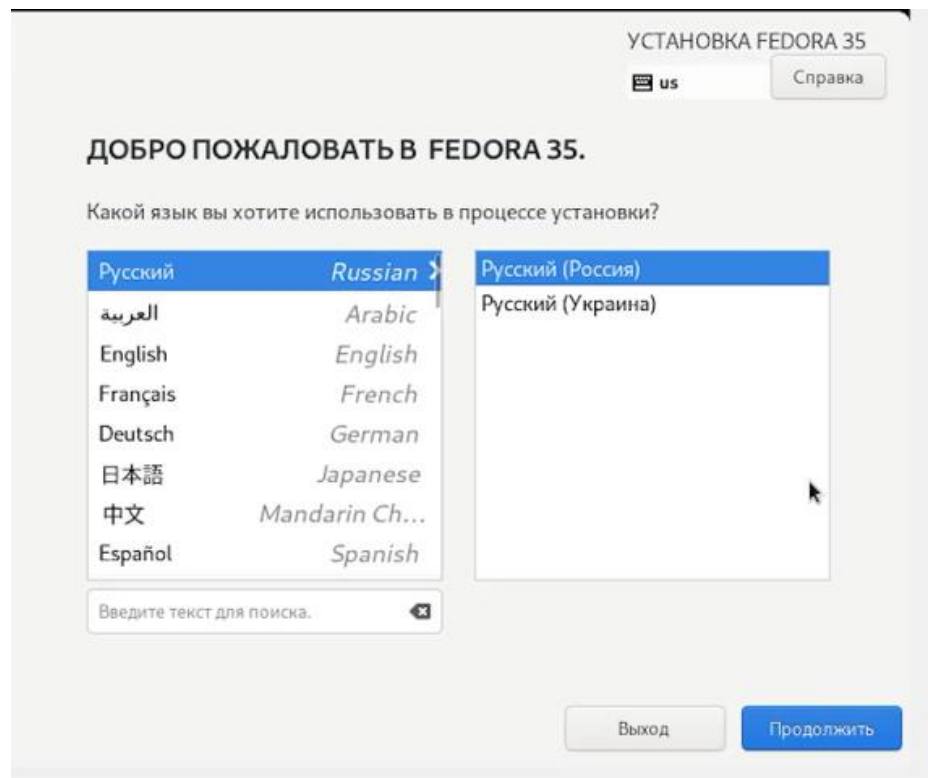 УСТАНОВКА FEDORA 35
us Справка
ДОБРО ПОЖАЛОВАТЬ В FEDORA 35.
Какой язык вы хотите использовать в процессе установки?
Русский Russian
العربية Arabic
English English
Français French
Deutsch German
日本語 Japanese
中文 Mandarin Ch...
Español Spanish
Русский (Россия)
Русский (Украина)
Введите текст для поиска.
Выход Продолжить